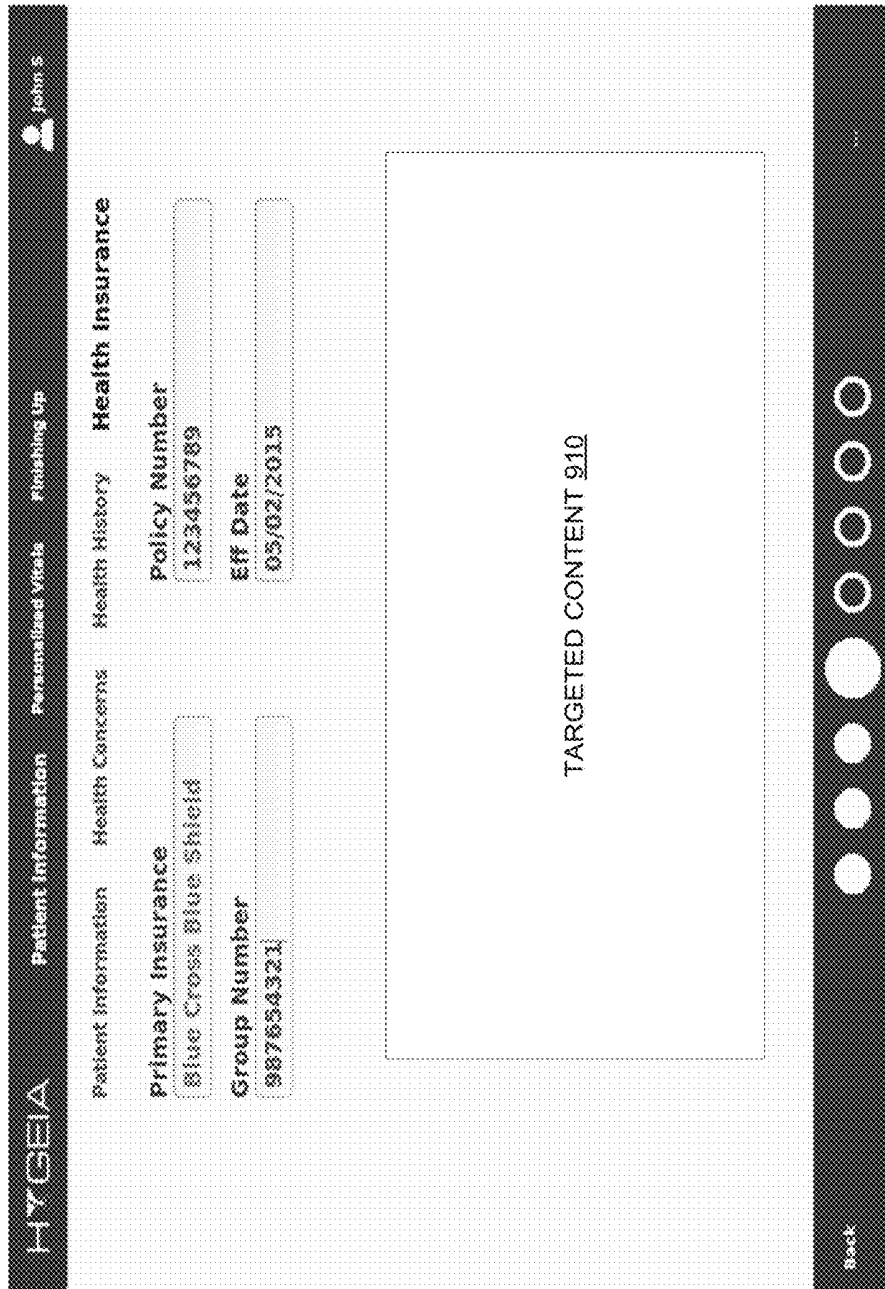 HYGEIA Patient Information Personalized Vitals Finishing Up John S
Patient Information Health Concerns Health History Health Insurance
Primary Insurance Policy Number
Blue Cross Blue Shield 123456789
Group Number Eff Date
987654321 05/02/2015
TARGETED CONTENT 910
Back ...